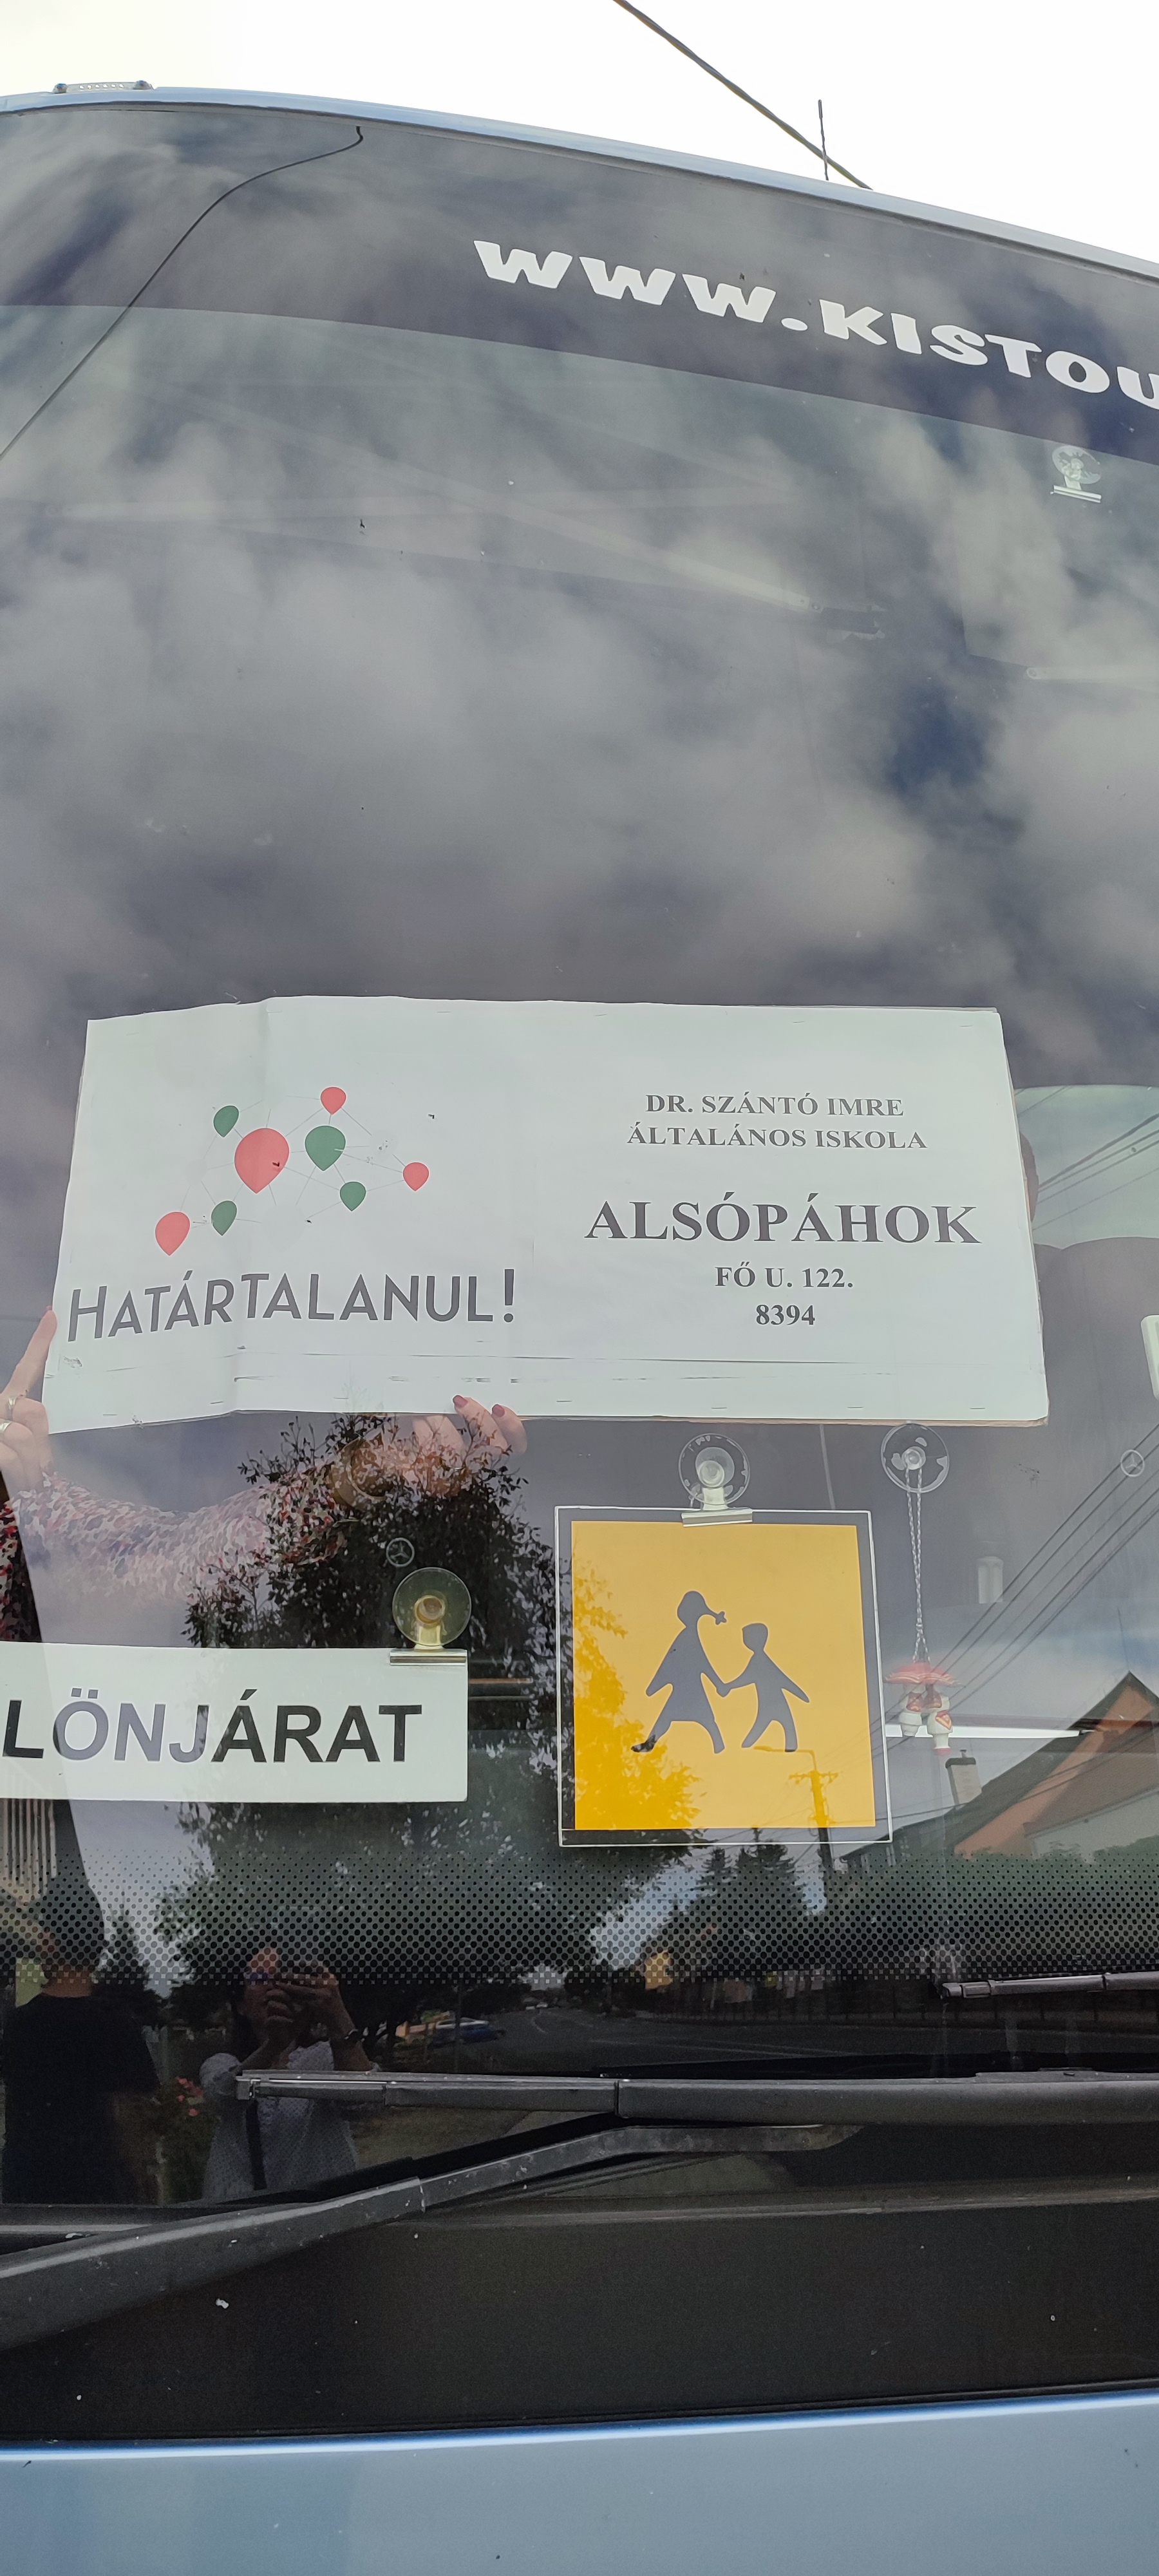 WWW.KISTOU
DR. SZÁNTÓ IMRE
ÁLTALÁNOS ISKOLA
ALSÓPÁHOK
FŐ U. 122.
8394
HATÁRTALANUL!
LÖNJÁRAT